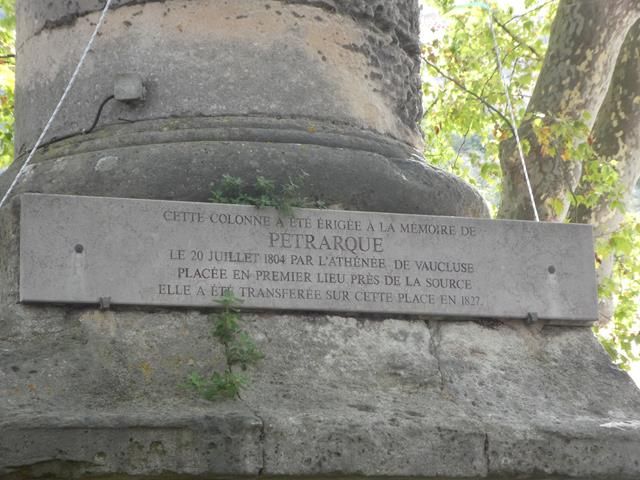 CETTE COLONNE A ÉTÉ ÉRIGÉE A LA MÉMOIRE DE
PÉTRARQUE
LE 20 JUILLET 1804 PAR L'ATHÉNÉE DE VAUCLUSE
PLACÉE EN PREMIER LIEU PRÈS DE LA SOURCE
ELLE A ÉTÉ TRANSFERÉE SUR CETTE PLACE EN 1827.